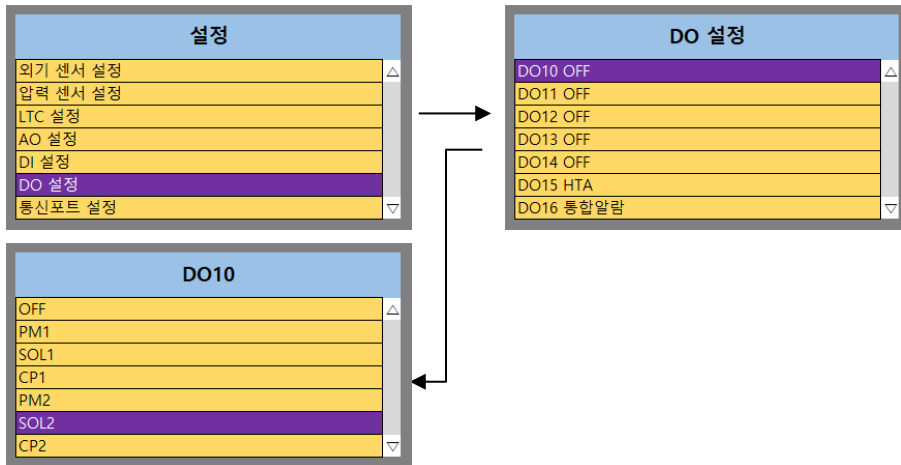 설정
외기 센서 설정
압력 센서 설정
LTC 설정
AO 설정
DI 설정
DO 설정
통신포트 설정
DO 설정
DO10 OFF
DO11 OFF
DO12 OFF
DO13 OFF
DO14 OFF
DO15 HTA
DO16 통합알람
DO10
OFF
PM1
SOL1
CP1
PM2
SOL2
CP2